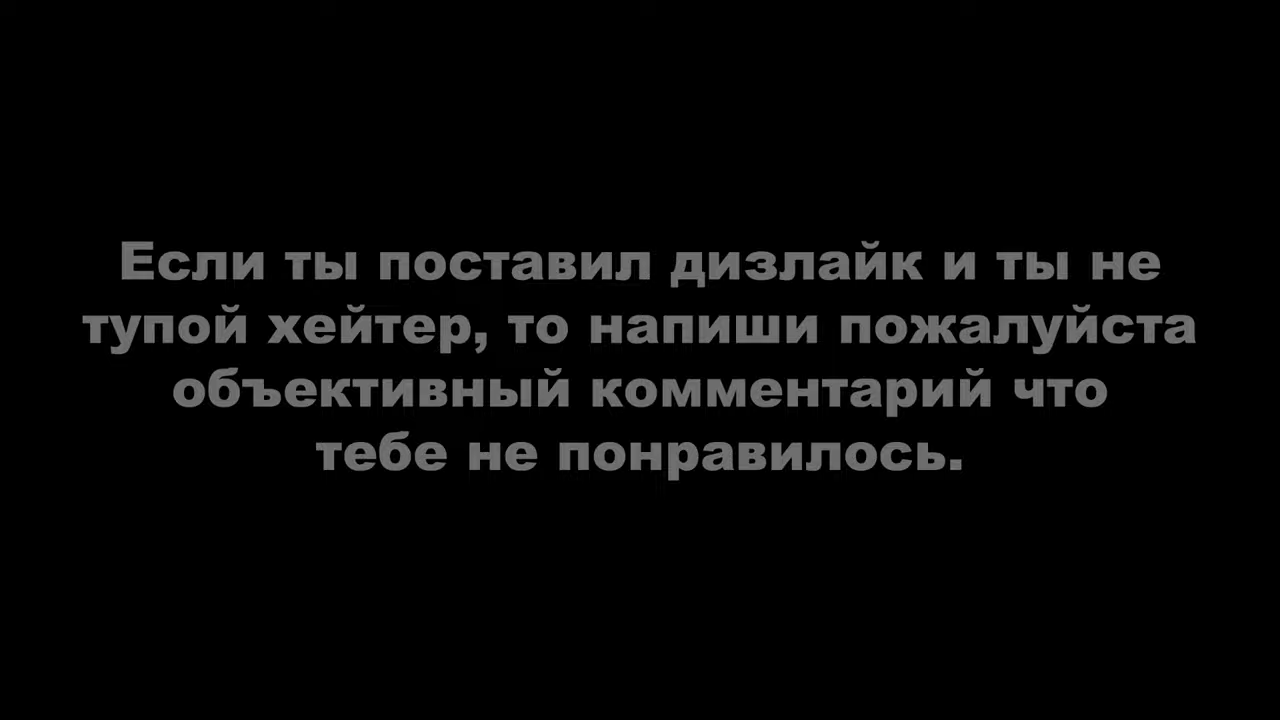 Если ты поставил дизлайк и ты не
тупой хейтер, то напиши пожалуйста
объективный комментарий что
тебе не понравилось.